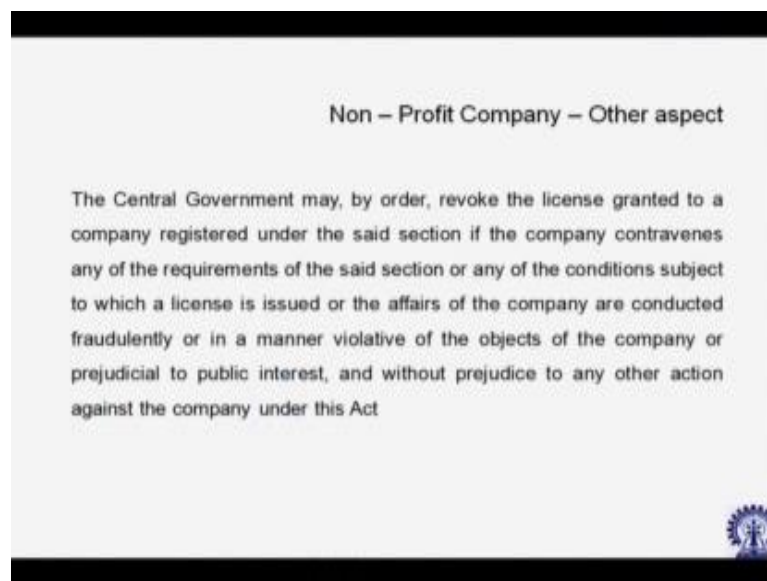 Non – Profit Company – Other aspect
The Central Government may, by order, revoke the license granted to a
company registered under the said section if the company contravenes
any of the requirements of the said section or any of the conditions subject
to which a license is issued or the affairs of the company are conducted
fraudulently or in a manner violative of the objects of the company or
prejudicial to public interest, and without prejudice to any other action
against the company under this Act